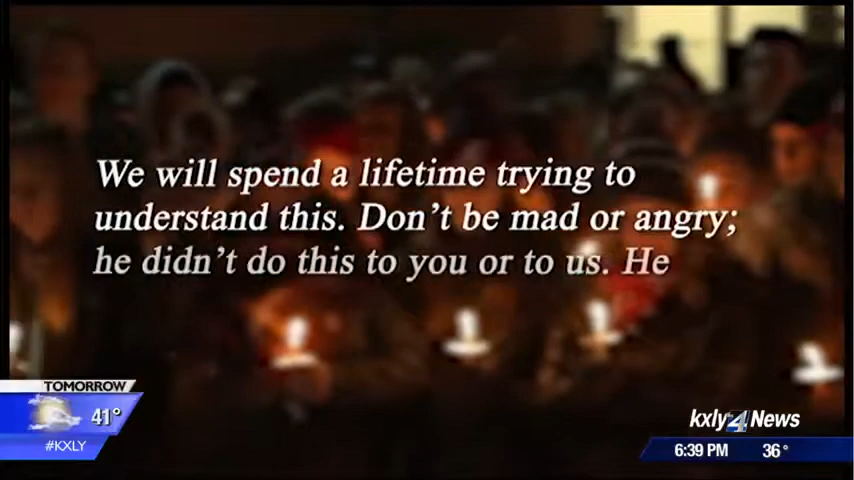 We will spend a lifetime trying to
understand this. Don't be mad or angry;
he didn't do this to you or to us. He
TOMORROW
41°
#KXLY
kxly4News
6:39 PM 36°